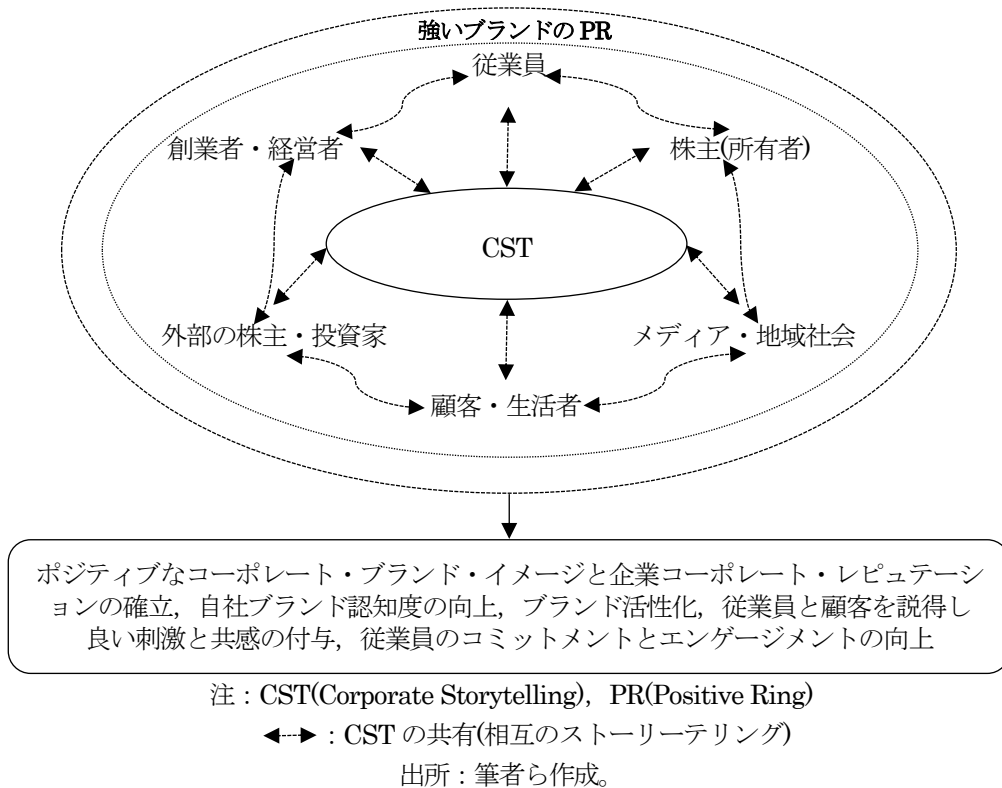 強いブランドの PR
従業員
創業者・経営者
株主(所有者)
CST
外部の株主・投資家
メディア・地域社会
顧客・生活者
ポジティブなコーポレート・ブランド・イメージと企業コーポレート・レピュテーシ
ョンの確立，自社ブランド認知度の向上，ブランド活性化，従業員と顧客を説得し
良い刺激と共感の付与，従業員のコミットメントとエンゲージメントの向上
注：CST(Corporate Storytelling)，PR(Positive Ring)
：CST の共有(相互のストーリーテリング)
出所：筆者ら作成。